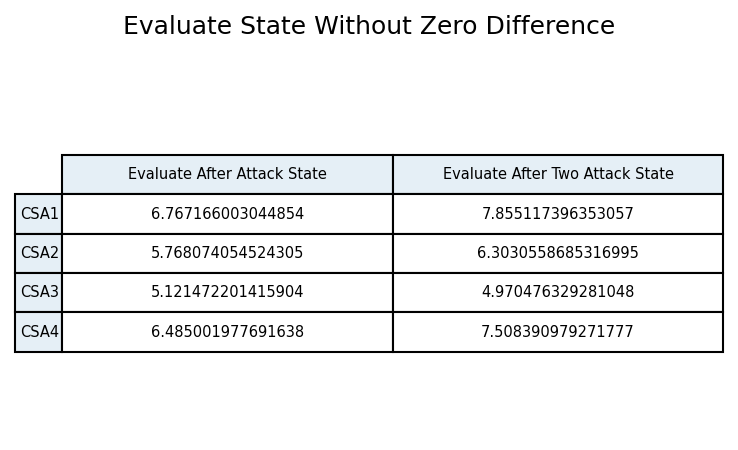 Evaluate State Without Zero Difference
Evaluate After Attack State Evaluate After Two Attack State
CSA1 6.767166003044854 7.855117396353057
CSA2 5.768074054524305 6.3030558685316995
CSA3 5.121472201415904 4.970476329281048
CSA4 6.485001977691638 7.508390979271777